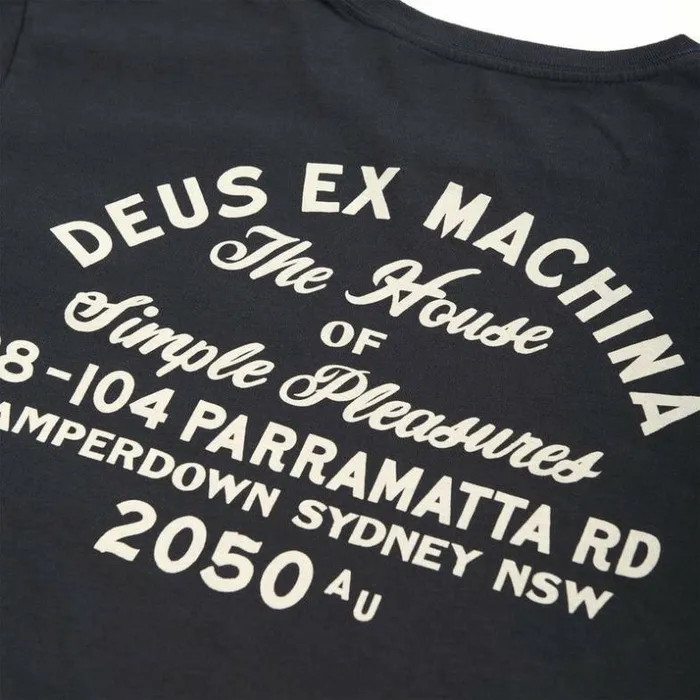 DEUS EX MACHINA
The House
OF
Simple Pleasures
8-104 PARRAMATTA RD
AMPERDOWN SYDNEY NSW
2050 AU